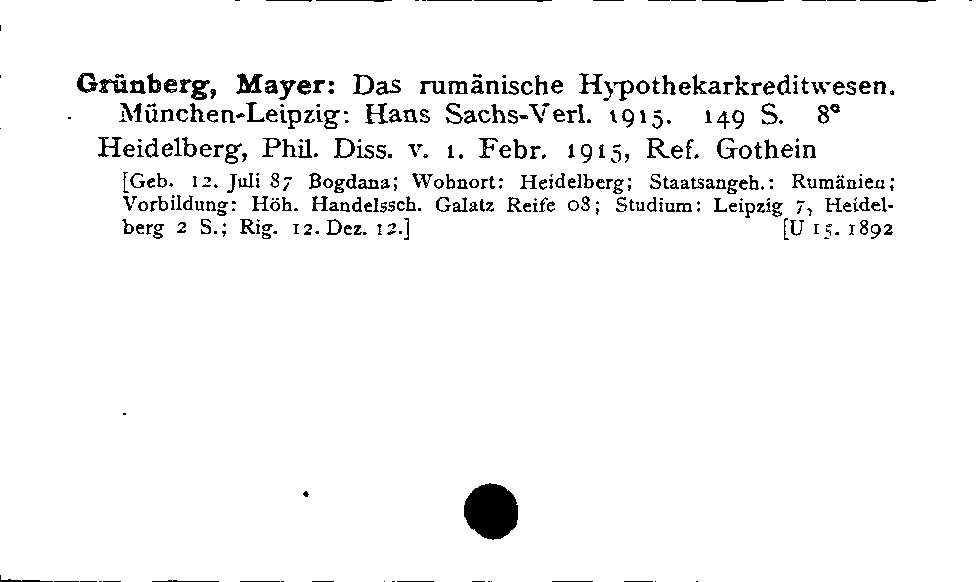 Grünberg, Mayer: Das rumänische Hypothekarkreditwesen.
München-Leipzig: Hans Sachs-Verl. 1915. 149 S. 8°
Heidelberg, Phil. Diss. v. 1. Febr. 1915, Ref. Gothein
[Geb. 12. Juli 87 Bogdana; Wohnort: Heidelberg; Staatsangeh.: Rumänien;
Vorbildung: Höh. Handelssch. Galatz Reife 08; Studium: Leipzig 7, Heidel-
berg 2 S.; Rig. 12. Dez. 12.] [U 15. 1892